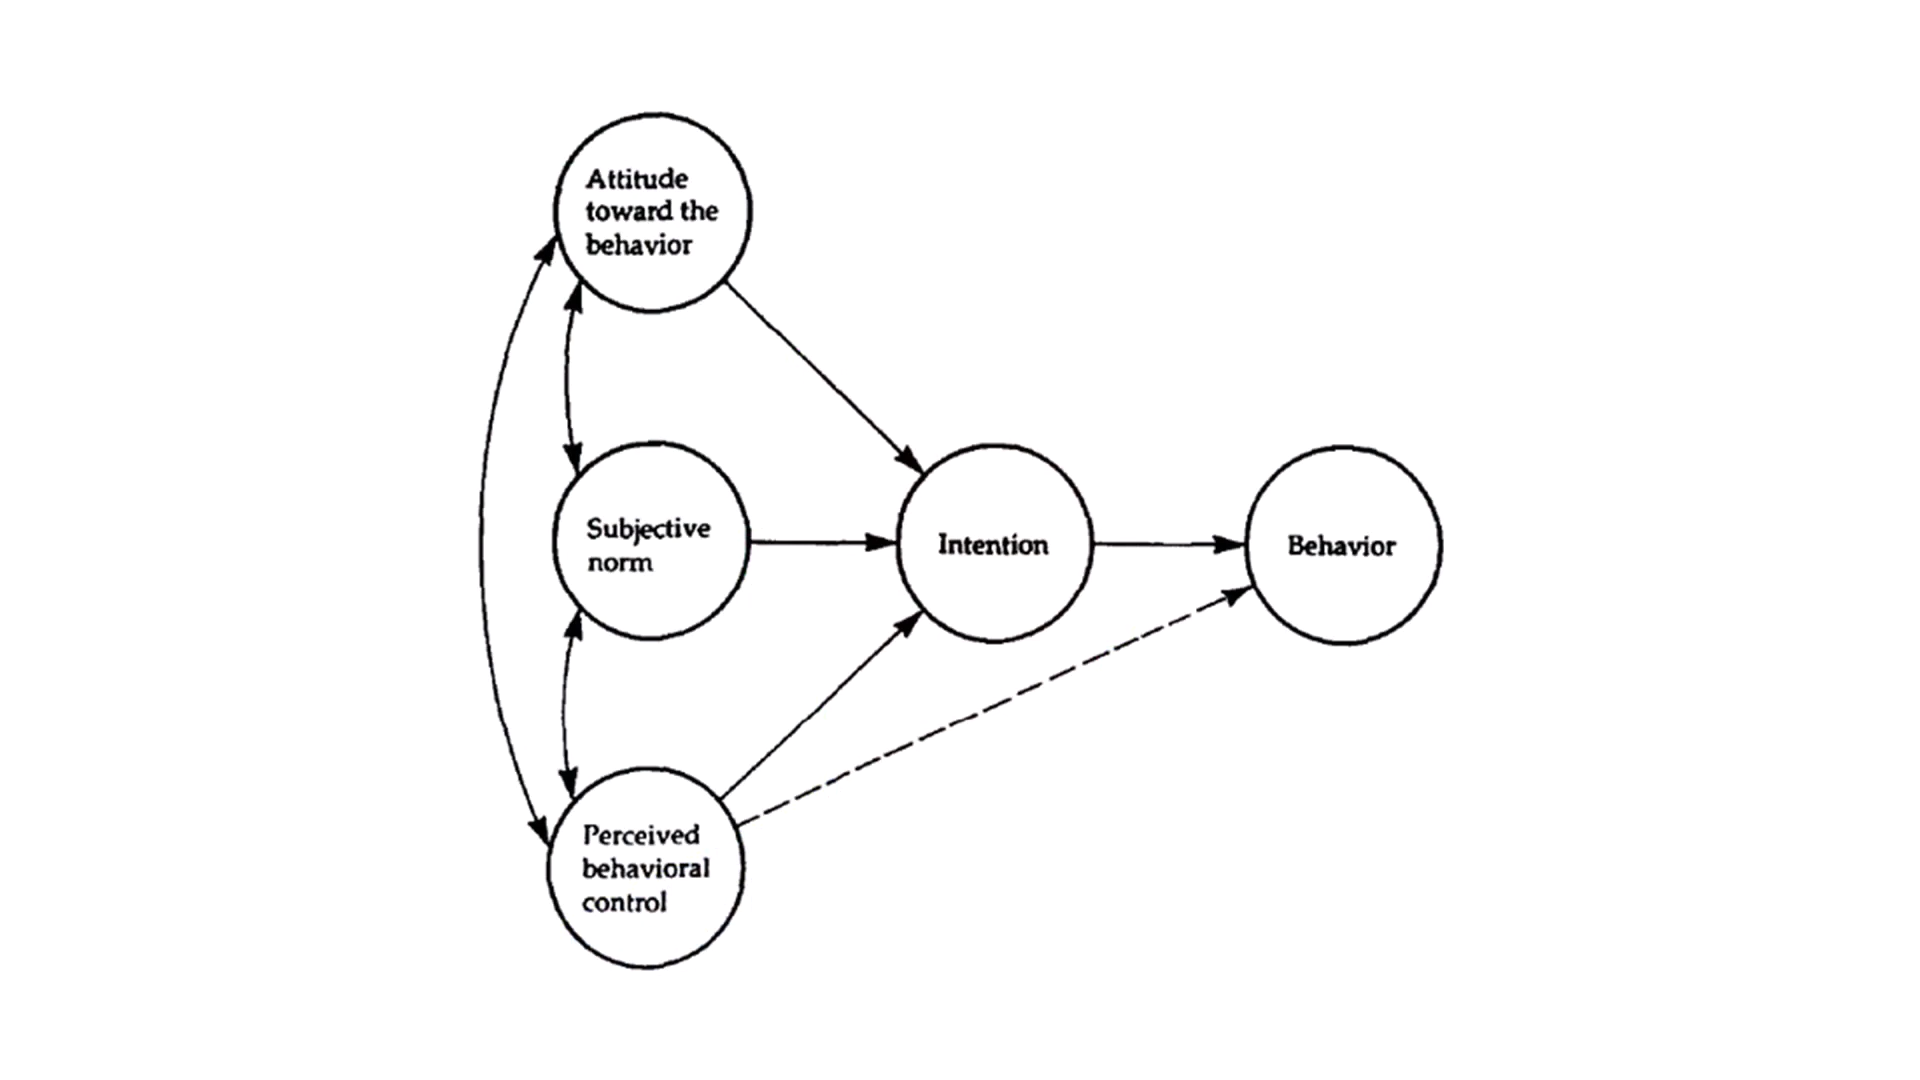 Attitude
toward the
behavior
Subjective
norm
Intention
Behavior
Perceived
behavioral
control